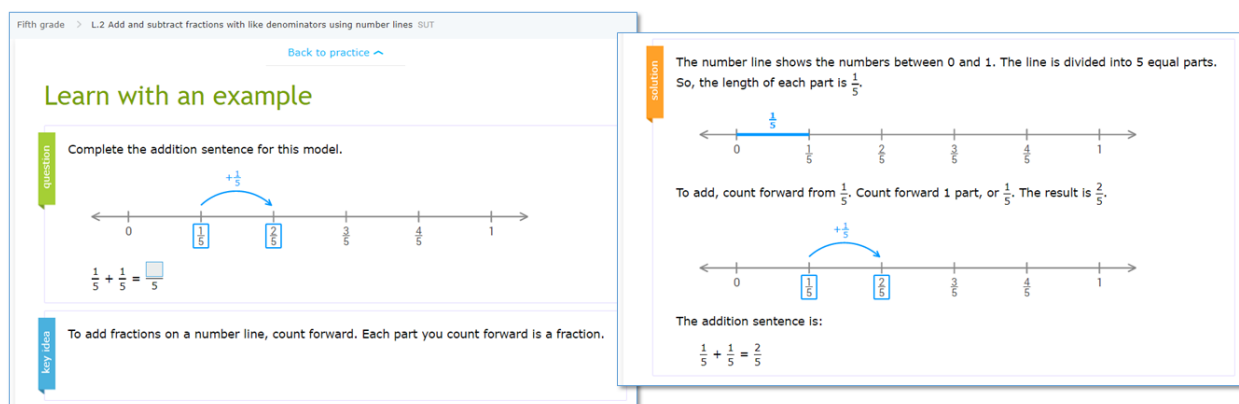 Fifth grade > L.2 Add and subtract fractions with like denominators using number lines SUT
Back to practice
Learn with an example
question
Complete the addition sentence for this model.
+1/5
0 1/5 2/5 3/5 4/5 1
1/5 + 1/5 = /5
key idea
To add fractions on a number line, count forward. Each part you count forward is a fraction.
solution
The number line shows the numbers between 0 and 1. The line is divided into 5 equal parts.
So, the length of each part is 1/5.
1/5
0 1/5 2/5 3/5 4/5 1
To add, count forward from 1/5. Count forward 1 part, or 1/5. The result is 2/5.
+1/5
0 1/5 2/5 3/5 4/5 1
The addition sentence is:
1/5 + 1/5 = 2/5